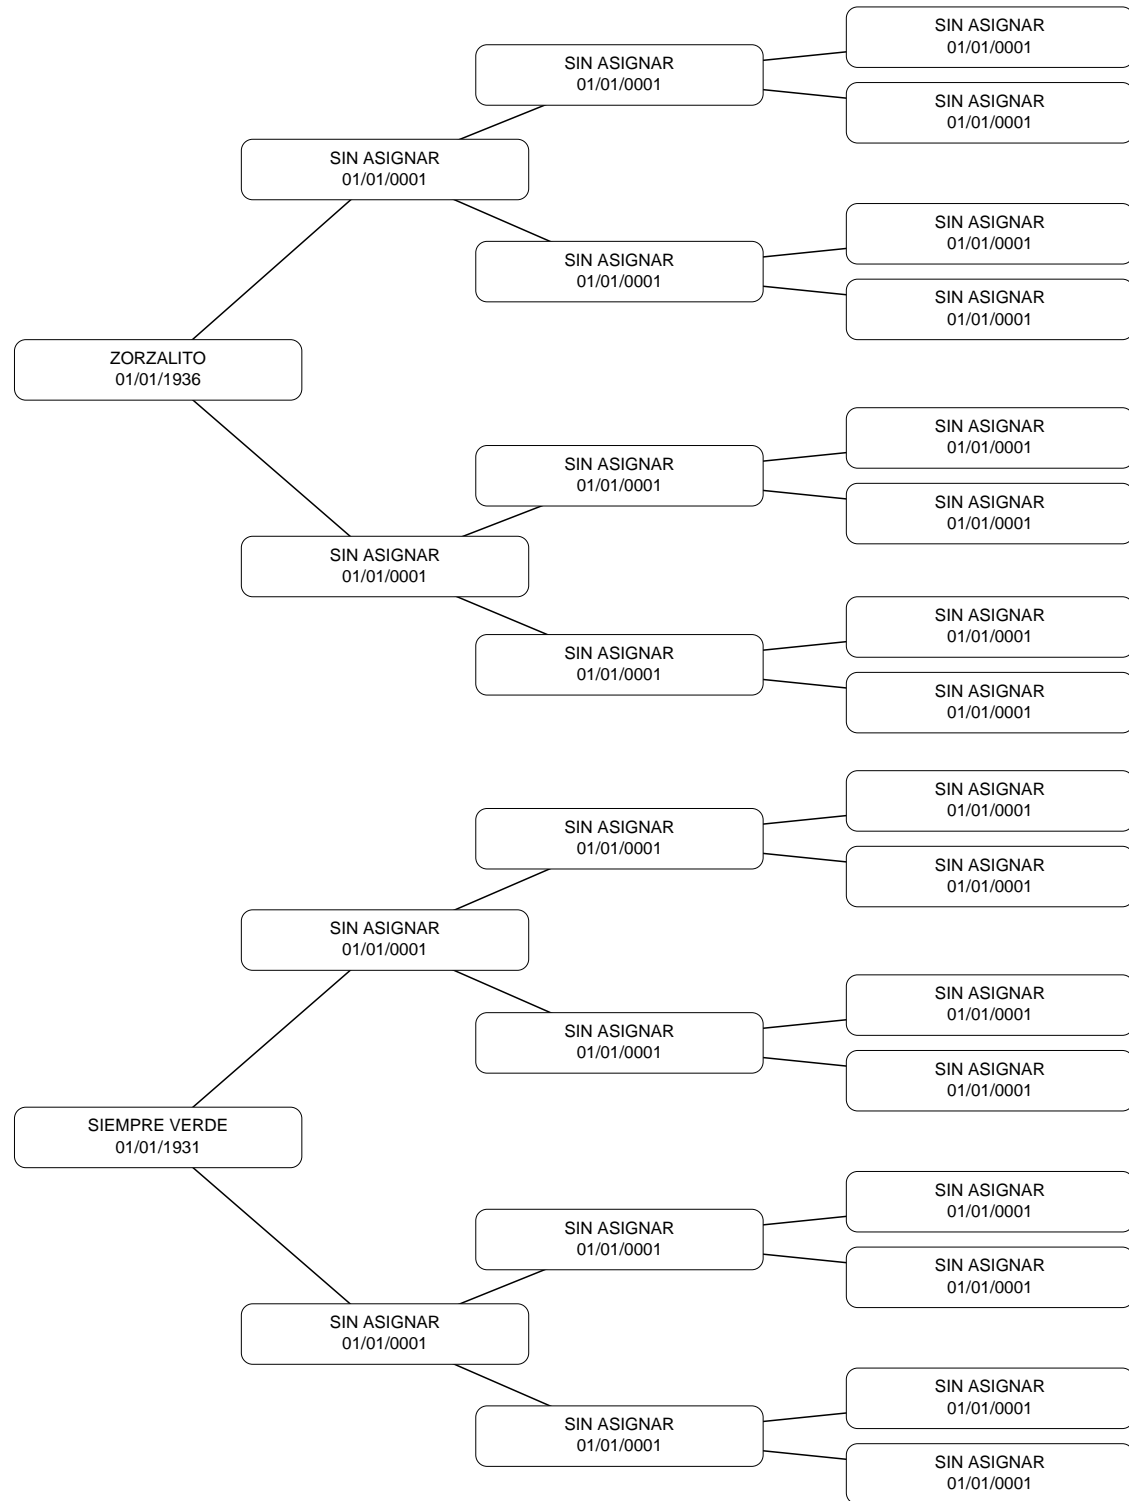 SIN ASIGNAR
01/01/0001
SIN ASIGNAR
01/01/0001
SIN ASIGNAR
01/01/0001
SIN ASIGNAR
01/01/0001
SIN ASIGNAR
01/01/0001
SIN ASIGNAR
01/01/0001
SIN ASIGNAR
01/01/0001
ZORZALITO
01/01/1936
SIN ASIGNAR
01/01/0001
SIN ASIGNAR
01/01/0001
SIN ASIGNAR
01/01/0001
SIN ASIGNAR
01/01/0001
SIN ASIGNAR
01/01/0001
SIN ASIGNAR
01/01/0001
SIN ASIGNAR
01/01/0001
SIN ASIGNAR
01/01/0001
SIN ASIGNAR
01/01/0001
SIN ASIGNAR
01/01/0001
SIN ASIGNAR
01/01/0001
SIN ASIGNAR
01/01/0001
SIN ASIGNAR
01/01/0001
SIN ASIGNAR
01/01/0001
SIEMPRE VERDE
01/01/1931
SIN ASIGNAR
01/01/0001
SIN ASIGNAR
01/01/0001
SIN ASIGNAR
01/01/0001
SIN ASIGNAR
01/01/0001
SIN ASIGNAR
01/01/0001
SIN ASIGNAR
01/01/0001
SIN ASIGNAR
01/01/0001